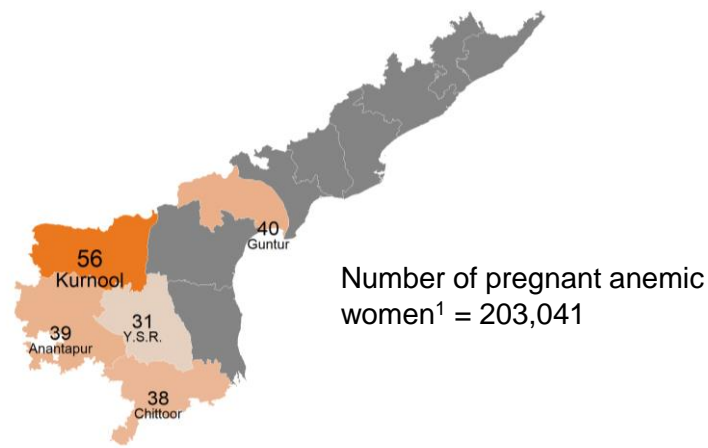 40
Guntur
56
Kurnool
Number of pregnant anemic
women¹ = 203,041
31
Y.S.R.
39
Anantapur
38
Chittoor